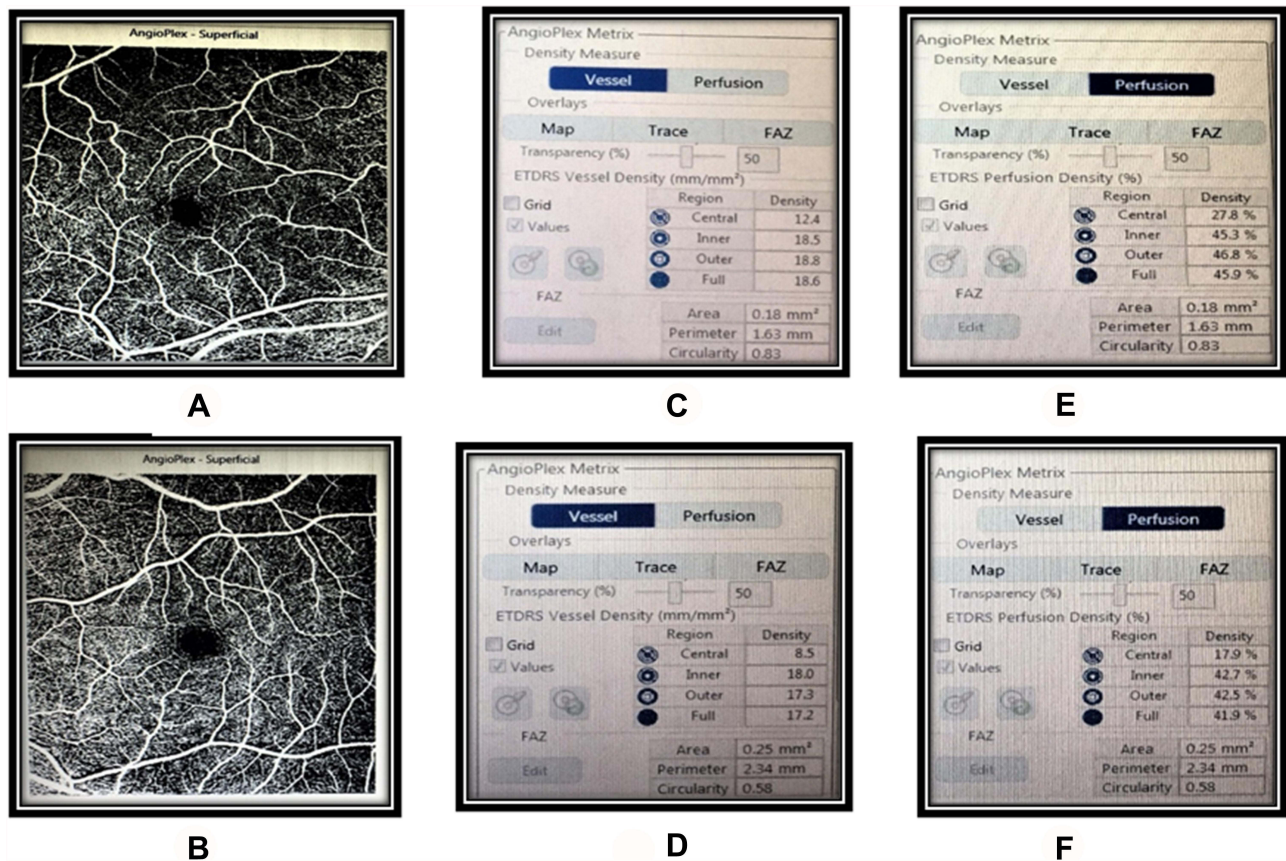 AngioPlex - Superficial
A
AngioPlex Metrix
Density Measure
Vessel Perfusion
Overlays
Map Trace FAZ
Transparency (%) 50
ETDRS Vessel Density (mm/mm²)
Grid
Values
Region Density
Central 12.4
Inner 18.5
Outer 18.8
Full 18.6
FAZ
Edit
Area 0.18 mm²
Perimeter 1.63 mm
Circularity 0.83
C
AngioPlex Metrix
Density Measure
Vessel Perfusion
Overlays
Map Trace FAZ
Transparency (%) 50
ETDRS Perfusion Density (%)
Grid
Values
Region Density
Central 27.8 %
Inner 45.3 %
Outer 46.8 %
Full 45.9 %
FAZ
Edit
Area 0.18 mm²
Perimeter 1.63 mm
Circularity 0.83
E
AngioPlex - Superficial
B
AngioPlex Metrix
Density Measure
Vessel Perfusion
Overlays
Map Trace FAZ
Transparency (%) 50
ETDRS Vessel Density (mm/mm²)
Grid
Values
Region Density
Central 8.5
Inner 18.0
Outer 17.3
Full 17.2
FAZ
Edit
Area 0.25 mm²
Perimeter 2.34 mm
Circularity 0.58
D
AngioPlex Metrix
Density Measure
Vessel Perfusion
Overlays
Map Trace FAZ
Transparency (%) 50
ETDRS Perfusion Density (%)
Grid
Values
Region Density
Central 17.9 %
Inner 42.7 %
Outer 42.5 %
Full 41.9 %
FAZ
Edit
Area 0.25 mm²
Perimeter 2.34 mm
Circularity 0.58
F